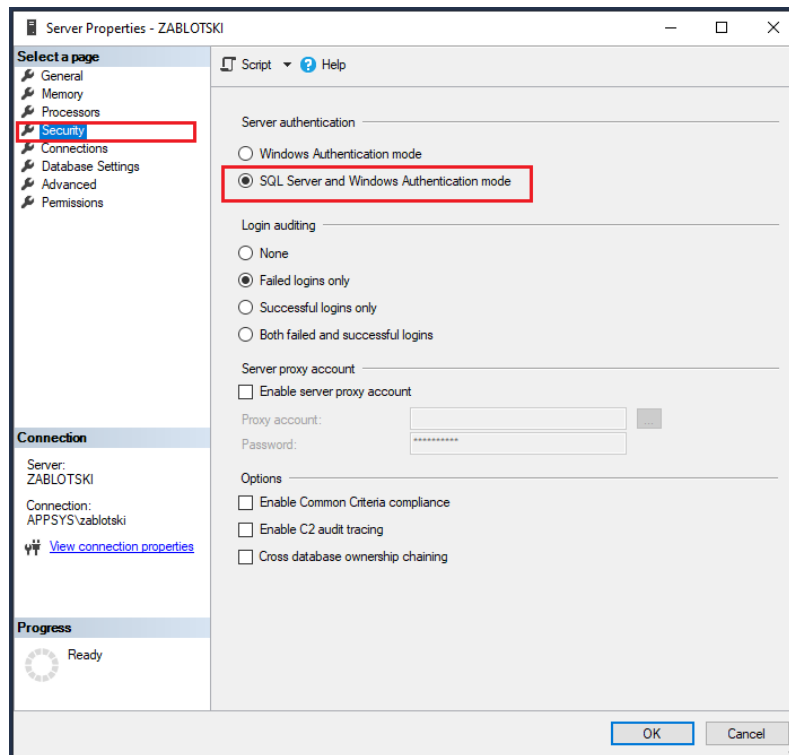 Server Properties - ZABLOTSKI
Select a page
General
Memory
Processors
Security
Connections
Database Settings
Advanced
Permissions
Script
Help
Server authentication
Windows Authentication mode
SQL Server and Windows Authentication mode
Login auditing
None
Failed logins only
Successful logins only
Both failed and successful logins
Server proxy account
Enable server proxy account
Proxy account:
...
Password:
**********
Options
Enable Common Criteria compliance
Enable C2 audit tracing
Cross database ownership chaining
Connection
Server:
ZABLOTSKI
Connection:
APPSYS\zablotski
View connection properties
Progress
Ready
OK
Cancel